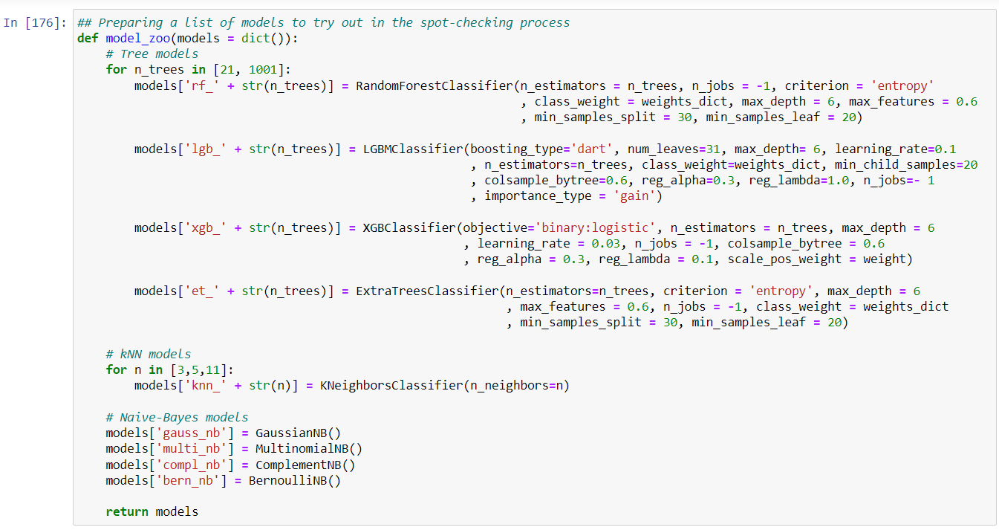 In [176]: ## Preparing a list of models to try out in the spot-checking process
def model_zoo(models = dict()):
    # Tree models
    for n_trees in [21, 1001]:
        models['rf_' + str(n_trees)] = RandomForestClassifier(n_estimators = n_trees, n_jobs = -1, criterion = 'entropy'
                                                              , class_weight = weights_dict, max_depth = 6, max_features = 0.6
                                                              , min_samples_split = 30, min_samples_leaf = 20)
        models['lgb_' + str(n_trees)] = LGBMClassifier(boosting_type='dart', num_leaves=31, max_depth= 6, learning_rate=0.1
                                                       , n_estimators=n_trees, class_weight=weights_dict, min_child_samples=20
                                                       , colsample_bytree=0.6, reg_alpha=0.3, reg_lambda=1.0, n_jobs=- 1
                                                       , importance_type = 'gain')
        models['xgb_' + str(n_trees)] = XGBClassifier(objective='binary:logistic', n_estimators = n_trees, max_depth = 6
                                                      , learning_rate = 0.03, n_jobs = -1, colsample_bytree = 0.6
                                                      , reg_alpha = 0.3, reg_lambda = 0.1, scale_pos_weight = weight)
        models['et_' + str(n_trees)] = ExtraTreesClassifier(n_estimators=n_trees, criterion = 'entropy', max_depth = 6
                                                            , max_features = 0.6, n_jobs = -1, class_weight = weights_dict
                                                            , min_samples_split = 30, min_samples_leaf = 20)
    # kNN models
    for n in [3,5,11]:
        models['knn_' + str(n)] = KNeighborsClassifier(n_neighbors=n)
    # Naive-Bayes models
    models['gauss_nb'] = GaussianNB()
    models['multi_nb'] = MultinomialNB()
    models['compl_nb'] = ComplementNB()
    models['bern_nb'] = BernoulliNB()
    return models